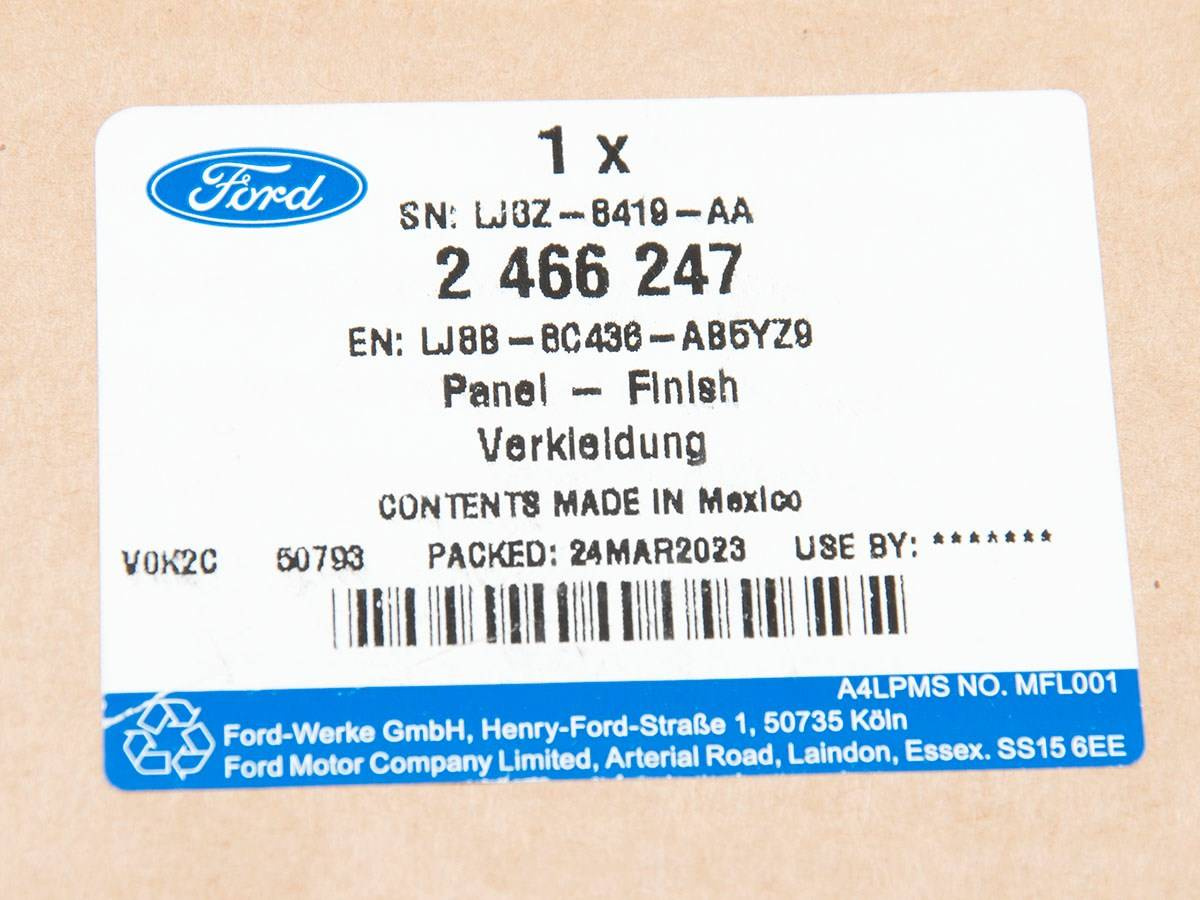 Ford
1 x
SN: LJ8Z-8419-AA
2 466 247
EN: LJ8B-8C436-AB5YZ9
Panel - Finish
Verkleidung
CONTENTS MADE IN Mexico
V0K2C 50793 PACKED: 24MAR2023 USE BY: *******
A4LPMS NO. MFL001
Ford-Werke GmbH, Henry-Ford-Straße 1, 50735 Köln
Ford Motor Company Limited, Arterial Road, Laindon, Essex. SS15 6EE